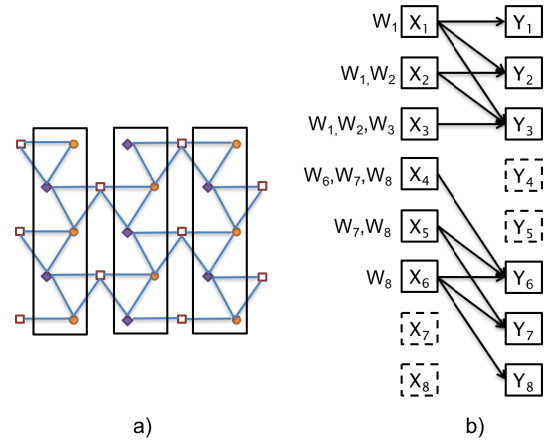 W₁ X₁ Y₁
W₁,W₂ X₂ Y₂
W₁,W₂,W₃ X₃ Y₃
W₆,W₇,W₈ X₄ Y₄
W₇,W₈ X₅ Y₅
W₈ X₆ Y₆
X₇ Y₇
X₈ Y₈
a) b)